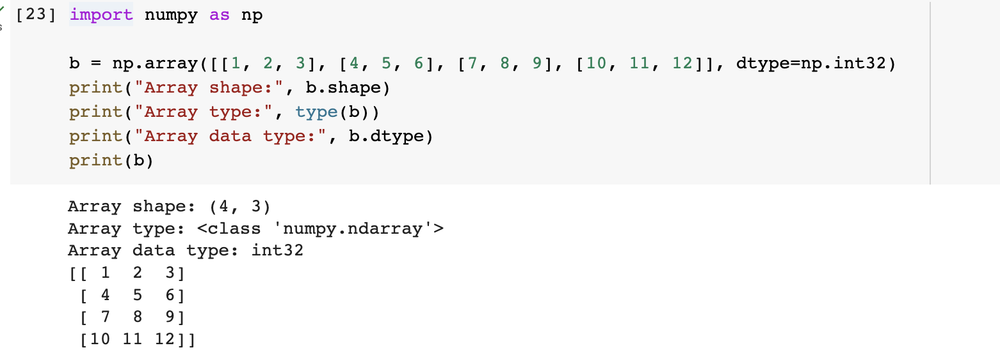 [23] import numpy as np
b = np.array([[1, 2, 3], [4, 5, 6], [7, 8, 9], [10, 11, 12]], dtype=np.int32)
print("Array shape:", b.shape)
print("Array type:", type(b))
print("Array data type:", b.dtype)
print(b)
Array shape: (4, 3)
Array type: <class 'numpy.ndarray'>
Array data type: int32
[[ 1  2  3]
 [ 4  5  6]
 [ 7  8  9]
 [10 11 12]]